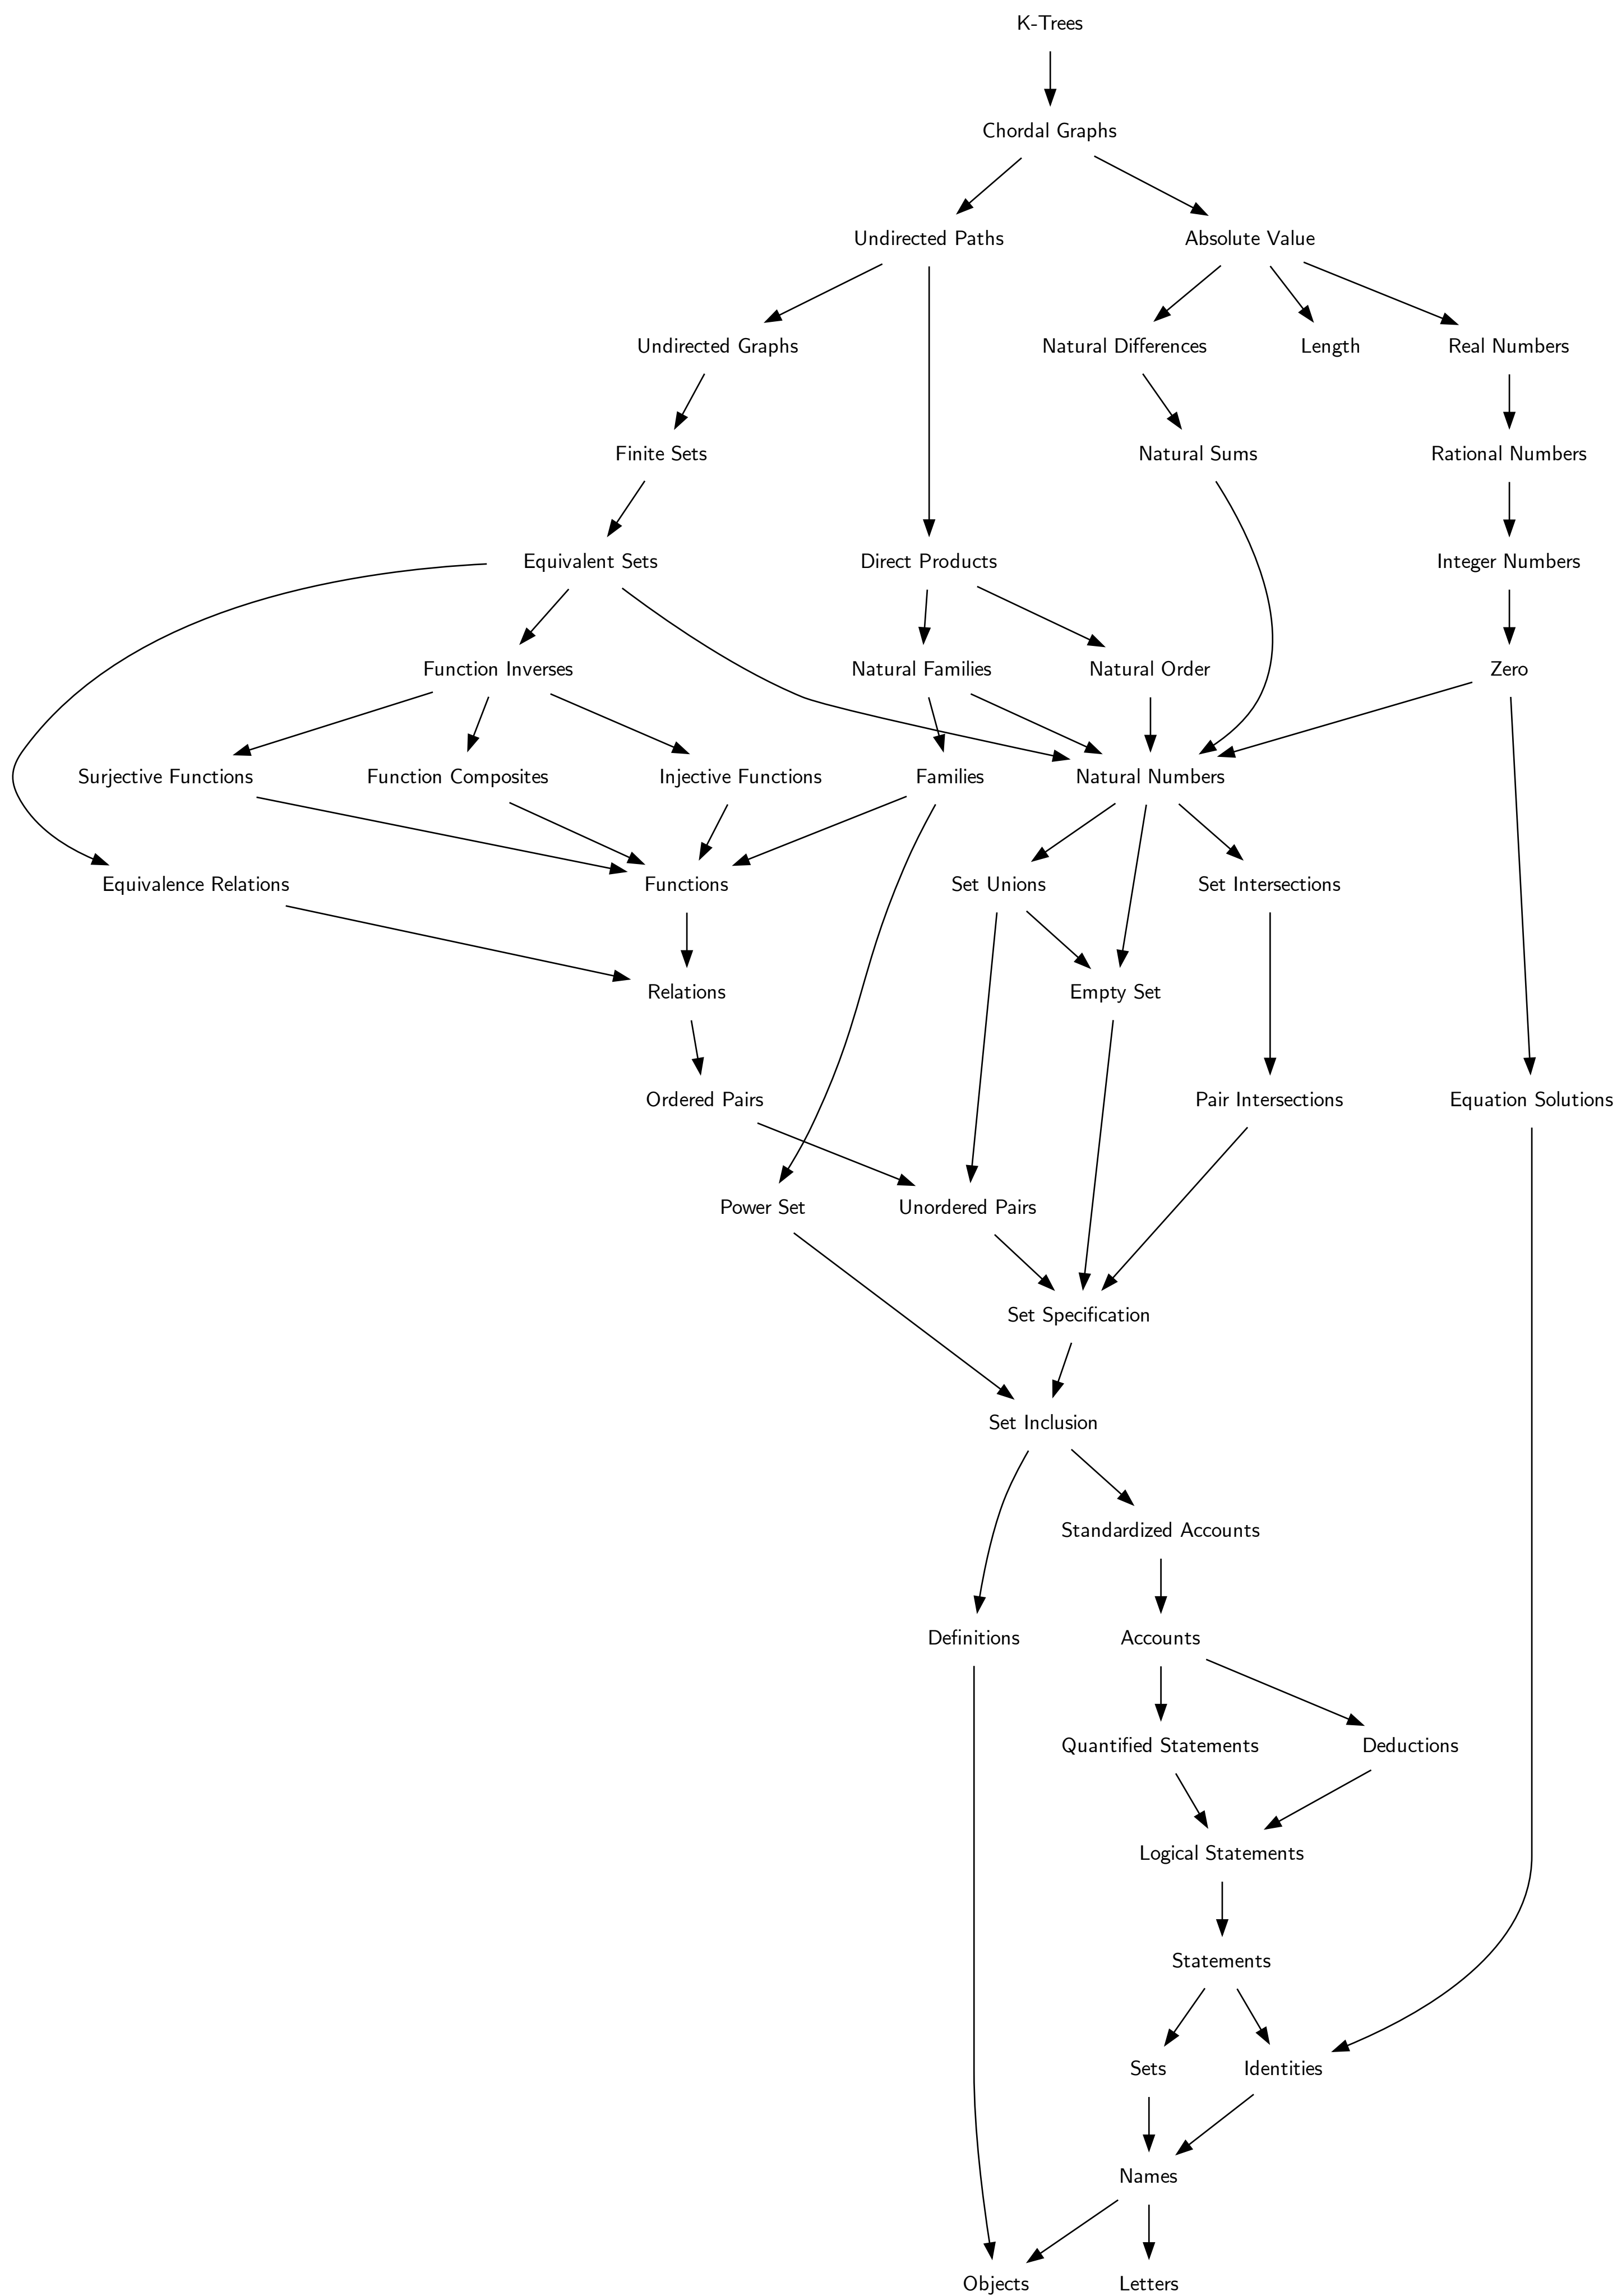 K-Trees
Chordal Graphs
Undirected Paths
Absolute Value
Undirected Graphs
Natural Differences
Length
Real Numbers
Finite Sets
Natural Sums
Rational Numbers
Equivalent Sets
Direct Products
Integer Numbers
Function Inverses
Natural Families
Natural Order
Zero
Surjective Functions
Function Composites
Injective Functions
Families
Natural Numbers
Equivalence Relations
Functions
Set Unions
Set Intersections
Relations
Empty Set
Ordered Pairs
Pair Intersections
Equation Solutions
Power Set
Unordered Pairs
Set Specification
Set Inclusion
Standardized Accounts
Definitions
Accounts
Quantified Statements
Deductions
Logical Statements
Statements
Sets
Identities
Names
Objects
Letters